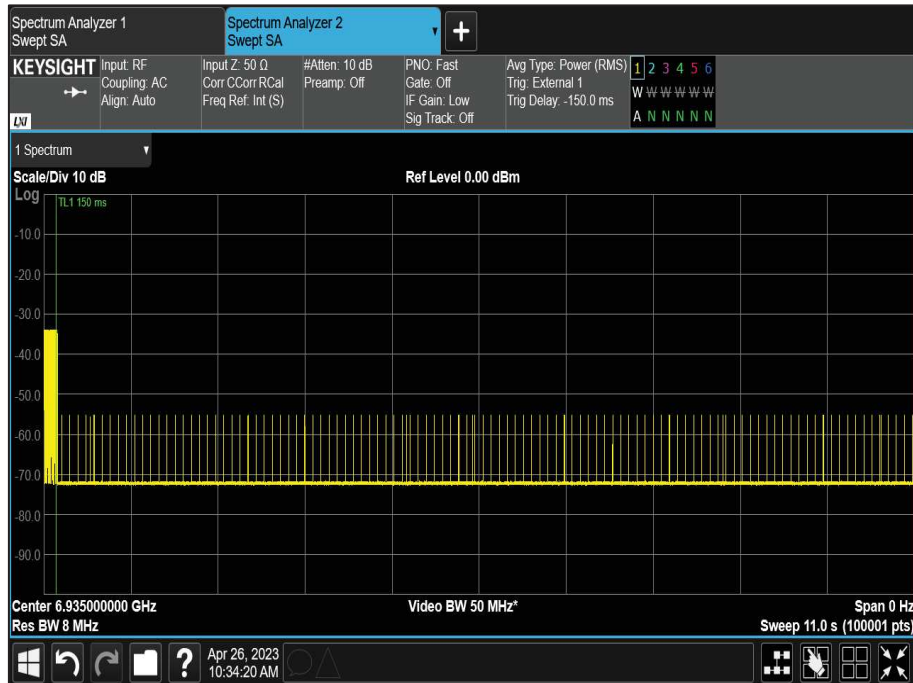 Spectrum Analyzer 1
Swept SA
Spectrum Analyzer 2
Swept SA
KEYSIGHT
LXI
Input: RF
Coupling: AC
Align: Auto
Input Z: 50 Ω
Corr CCorr RCal
Freq Ref: Int (S)
#Atten: 10 dB
Preamp: Off
PNO: Fast
Gate: Off
IF Gain: Low
Sig Track: Off
Avg Type: Power (RMS)
Trig: External 1
Trig Delay: -150.0 ms
1 2 3 4 5 6
W W W W W W
A N N N N N
1 Spectrum
Scale/Div 10 dB
Ref Level 0.00 dBm
Log
TL1 150 ms
-10.0
-20.0
-30.0
-40.0
-50.0
-60.0
-70.0
-80.0
-90.0
Center 6.935000000 GHz
Video BW 50 MHz*
Span 0 Hz
Res BW 8 MHz
Sweep 11.0 s (100001 pts)
?
Apr 26, 2023
10:34:20 AM